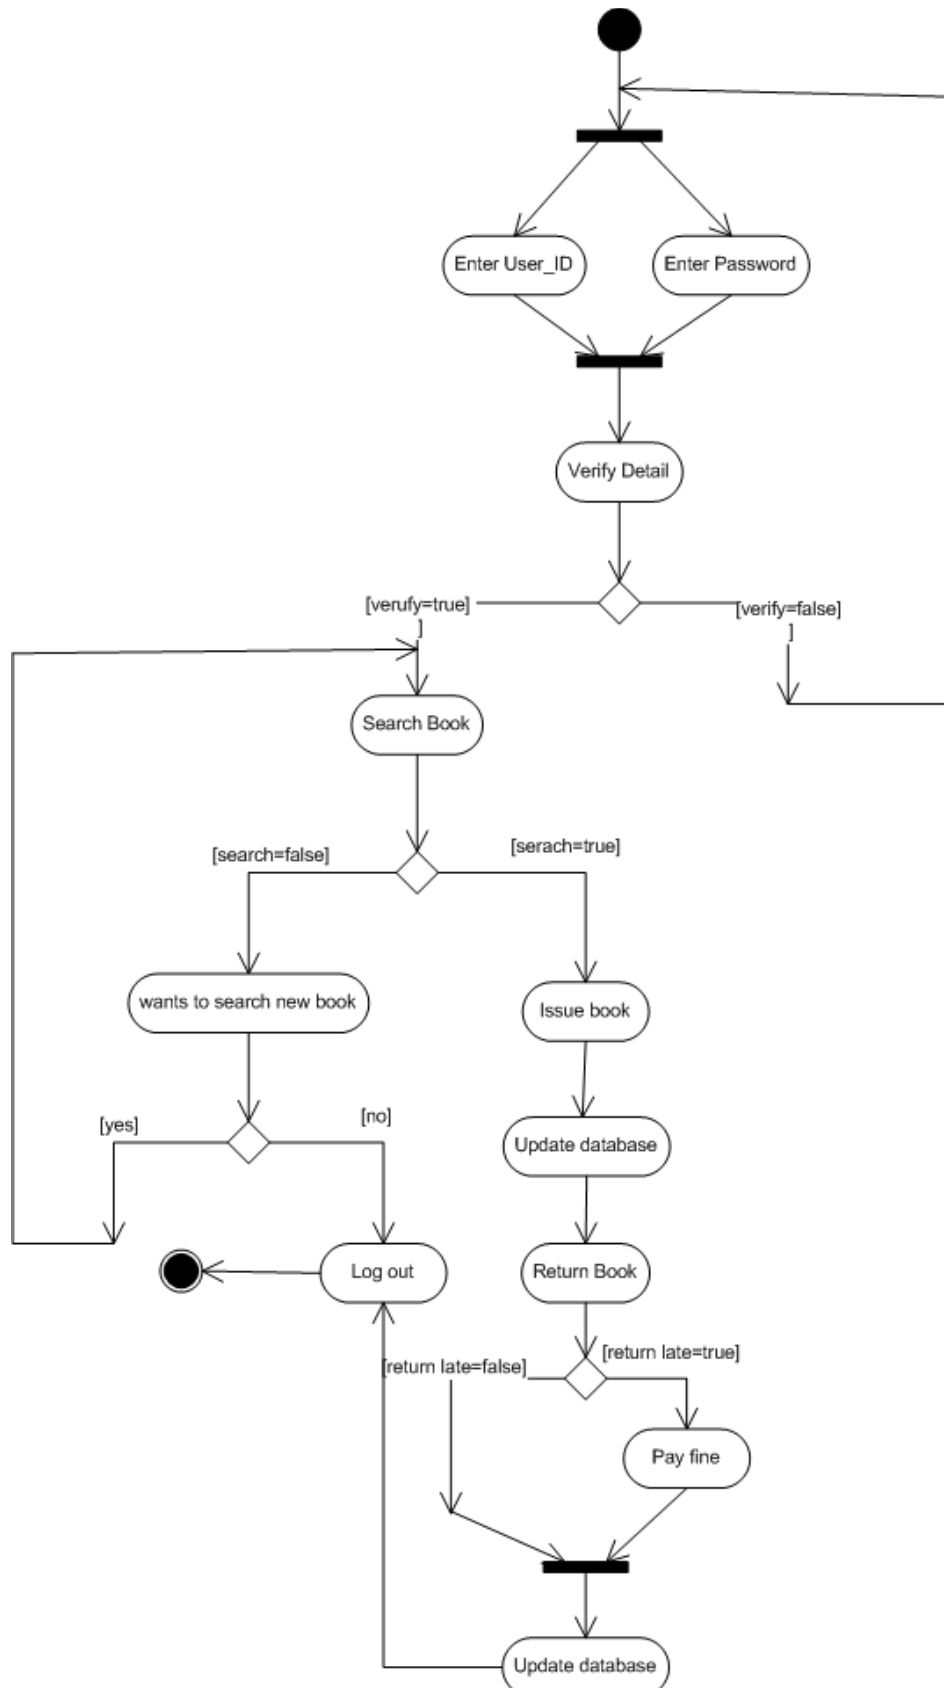 Enter User_ID
Enter Password
Verify Detail
[verufy=true]
]
[verify=false]
]
Search Book
[search=false]
[serach=true]
wants to search new book
Issue book
[yes]
[no]
Update database
Log out
Return Book
[return late=false]
[return late=true]
Pay fine
Update database